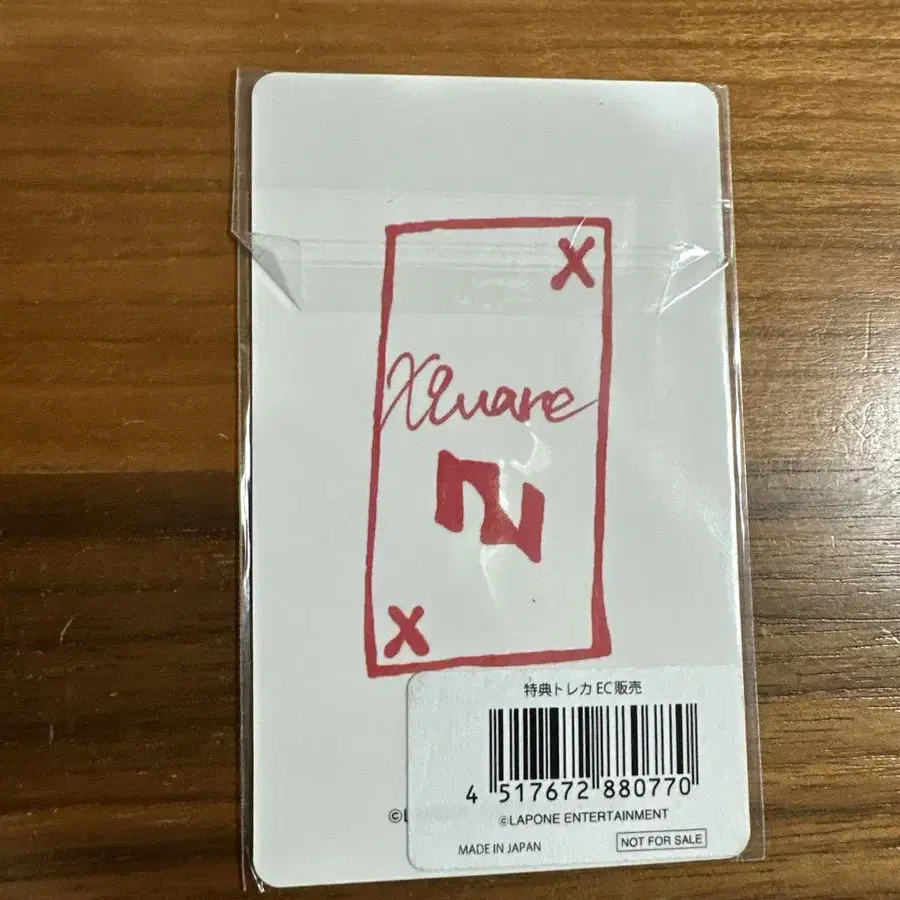 X
Xquare
X
特典トレカ EC販売
4 517672 880770
©LAPONE ENTERTAINMENT
MADE IN JAPAN
NOT FOR SALE